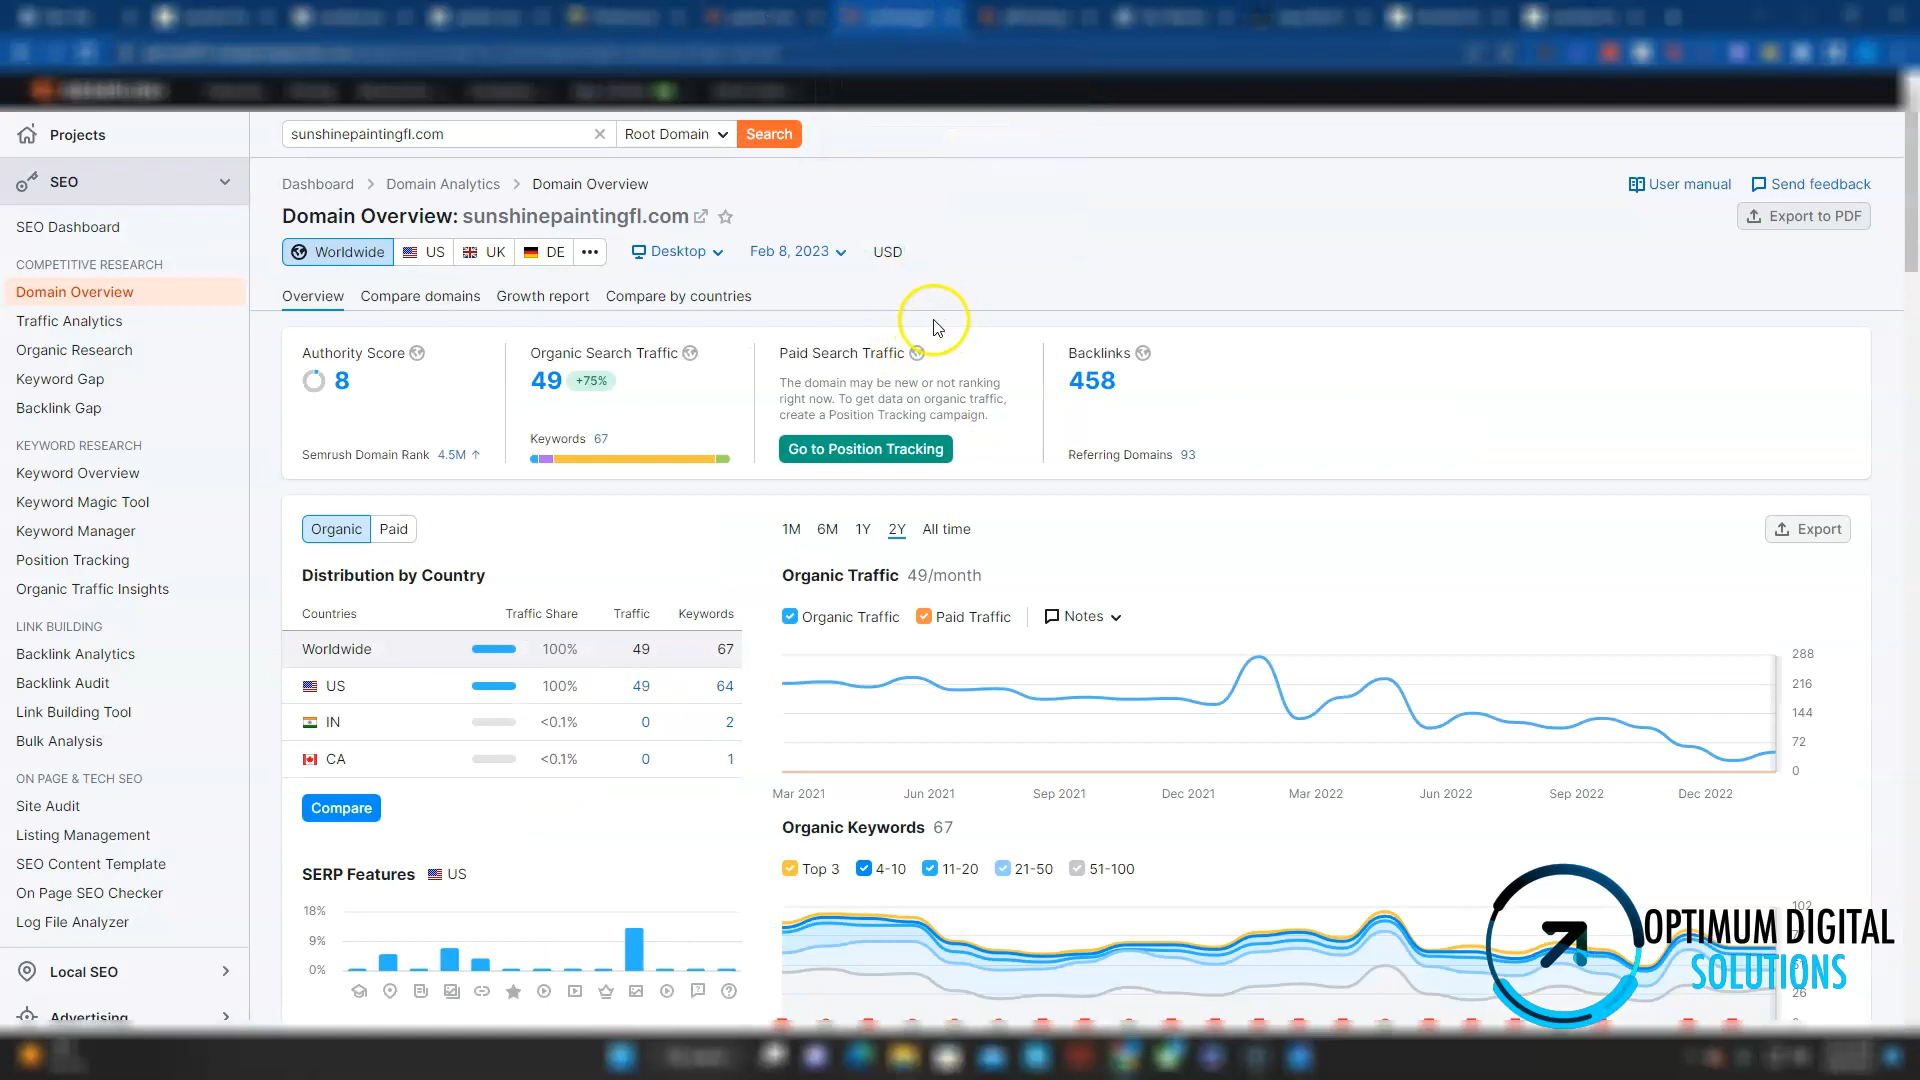 Projects
sunshinepaintingfl.com
Root Domain
Search
SEO
Dashboard > Domain Analytics > Domain Overview
User manual
Send feedback
Domain Overview: sunshinepaintingfl.com
Export to PDF
Worldwide
US
UK
DE
Desktop
Feb 8, 2023
USD
Overview
Compare domains
Growth report
Compare by countries
SEO Dashboard
COMPETITIVE RESEARCH
Domain Overview
Traffic Analytics
Organic Research
Keyword Gap
Backlink Gap
KEYWORD RESEARCH
Keyword Overview
Keyword Magic Tool
Keyword Manager
Position Tracking
Organic Traffic Insights
LINK BUILDING
Backlink Analytics
Backlink Audit
Link Building Tool
Bulk Analysis
ON PAGE & TECH SEO
Site Audit
Listing Management
SEO Content Template
On Page SEO Checker
Log File Analyzer
Local SEO
Advertising
Authority Score
8
Semrush Domain Rank 4.5M ↑
Organic Search Traffic
49 +75%
Keywords 67
Paid Search Traffic
The domain may be new or not ranking
right now. To get data on organic traffic,
create a Position Tracking campaign.
Go to Position Tracking
Backlinks
458
Referring Domains 93
Organic
Paid
Distribution by Country
Countries Traffic Share Traffic Keywords
Worldwide 100% 49 67
US 100% 49 64
IN <0.1% 0 2
CA <0.1% 0 1
Compare
SERP Features US
18%
9%
0%
1M 6M 1Y 2Y All time
Export
Organic Traffic 49/month
Organic Traffic
Paid Traffic
Notes
288
216
144
72
0
Mar 2021 Jun 2021 Sep 2021 Dec 2021 Mar 2022 Jun 2022 Sep 2022 Dec 2022
Organic Keywords 67
Top 3
4-10
11-20
21-50
51-100
102
26
OPTIMUM DIGITAL
SOLUTIONS